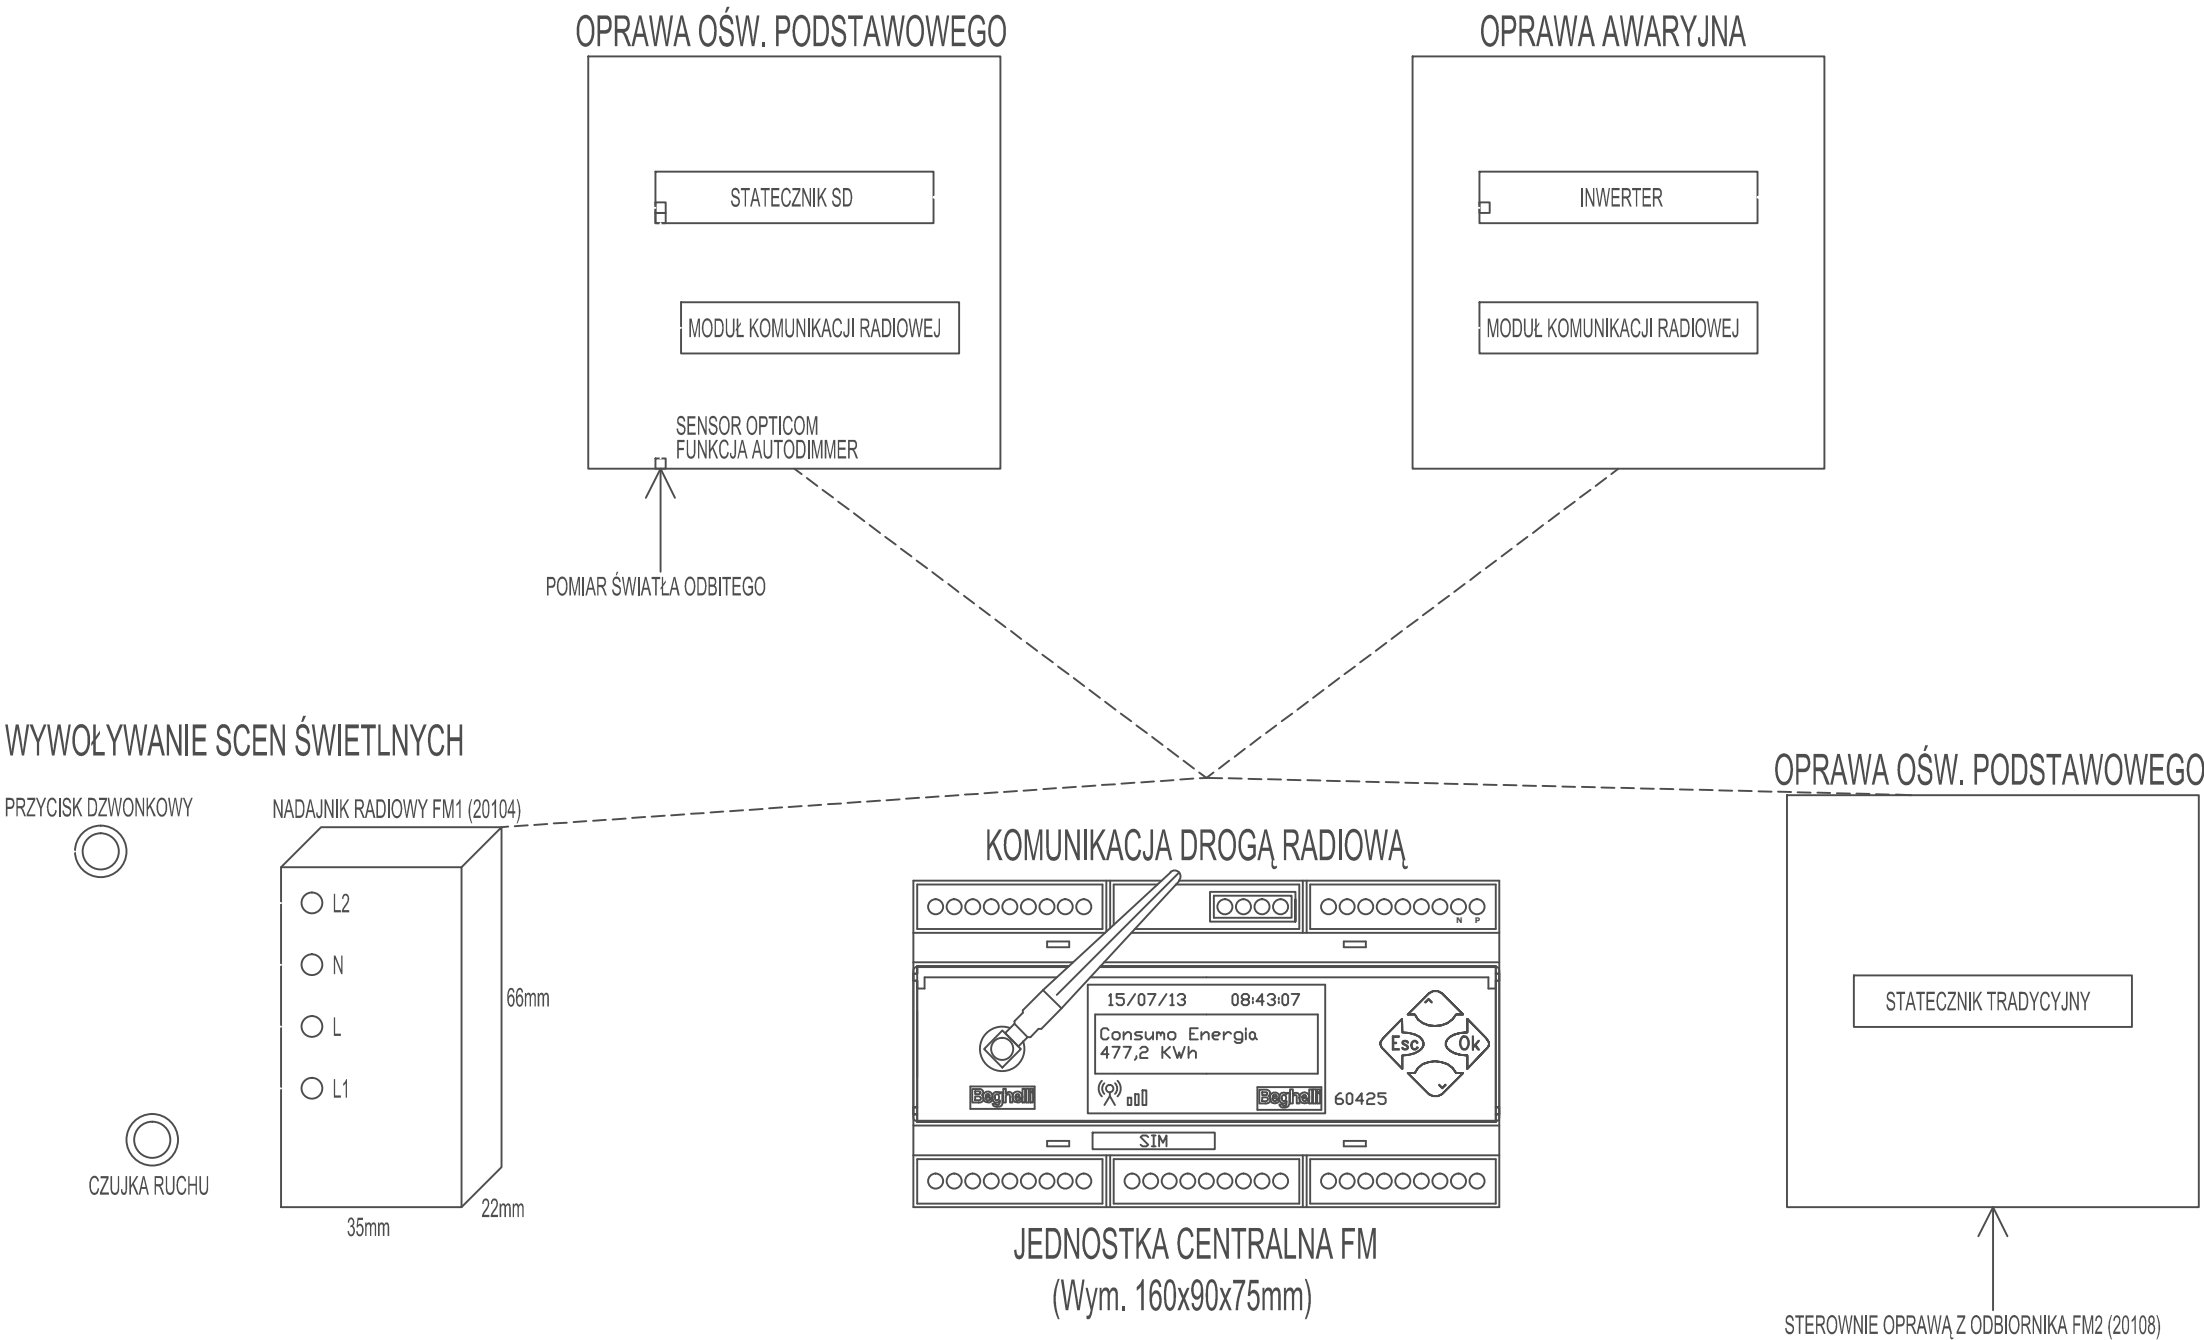 OPRAWA OŚW. PODSTAWOWEGO
STATECZNIK SD
MODUŁ KOMUNIKACJI RADIOWEJ
SENSOR OPTICOM
FUNKCJA AUTODIMMER
POMIAR ŚWIATŁA ODBITEGO
OPRAWA AWARYJNA
INWERTER
MODUŁ KOMUNIKACJI RADIOWEJ
WYWOŁYWANIE SCEN ŚWIETLNYCH
PRZYCISK DZWONKOWY
NADAJNIK RADIOWY FM1 (20104)
L2
N
L
L1
66mm
22mm
35mm
CZUJKA RUCHU
KOMUNIKACJA DROGĄ RADIOWĄ
N P
15/07/13 08:43:07
Consumo Energia
477,2 KWh
Esc Ok
Beghelli
Beghelli 60425
SIM
JEDNOSTKA CENTRALNA FM
(Wym. 160x90x75mm)
OPRAWA OŚW. PODSTAWOWEGO
STATECZNIK TRADYCYJNY
STEROWNIE OPRAWĄ Z ODBIORNIKA FM2 (20108)